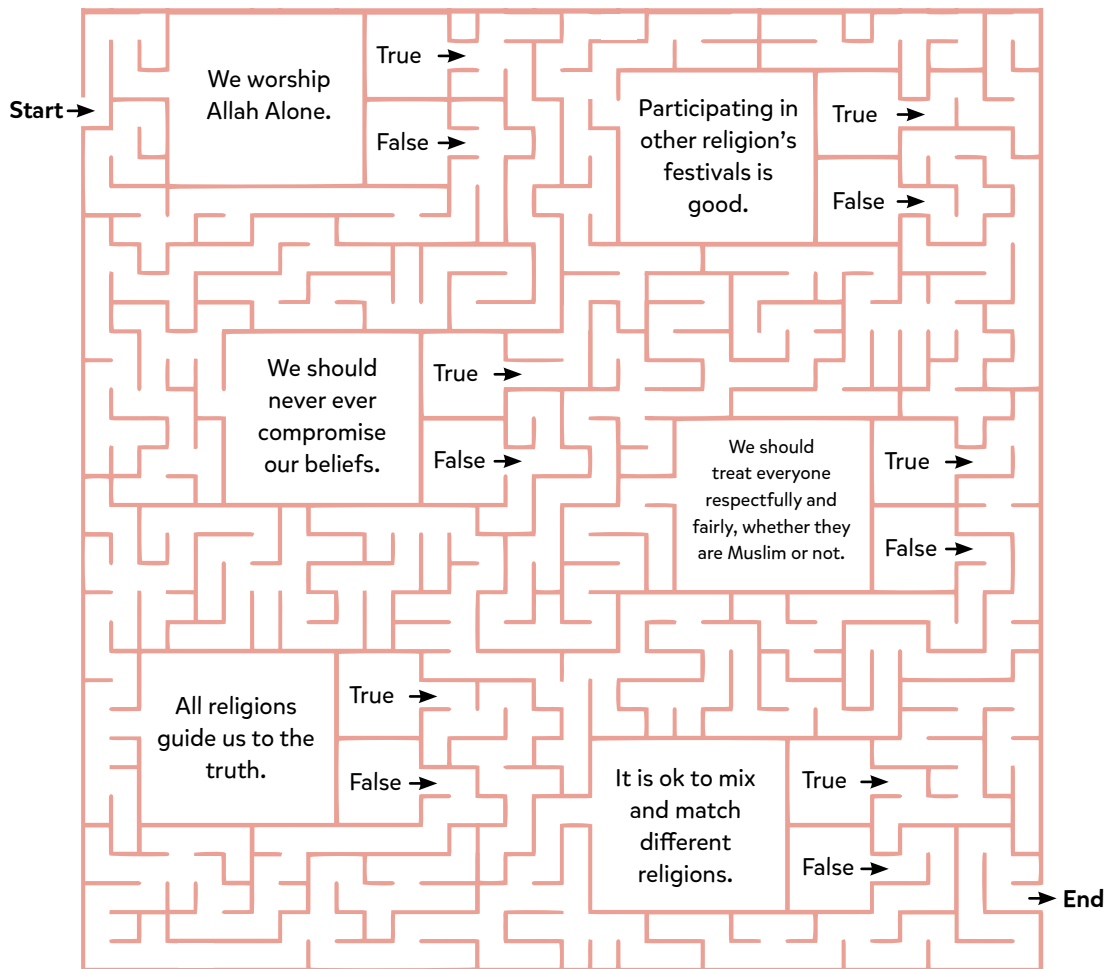 Start
We worship
Allah Alone.
True
False
Participating in
other religion's
festivals is
good.
True
False
We should
never ever
compromise
our beliefs.
True
False
We should
treat everyone
respectfully and
fairly, whether they
are Muslim or not.
True
False
All religions
guide us to the
truth.
True
False
It is ok to mix
and match
different
religions.
True
False
End